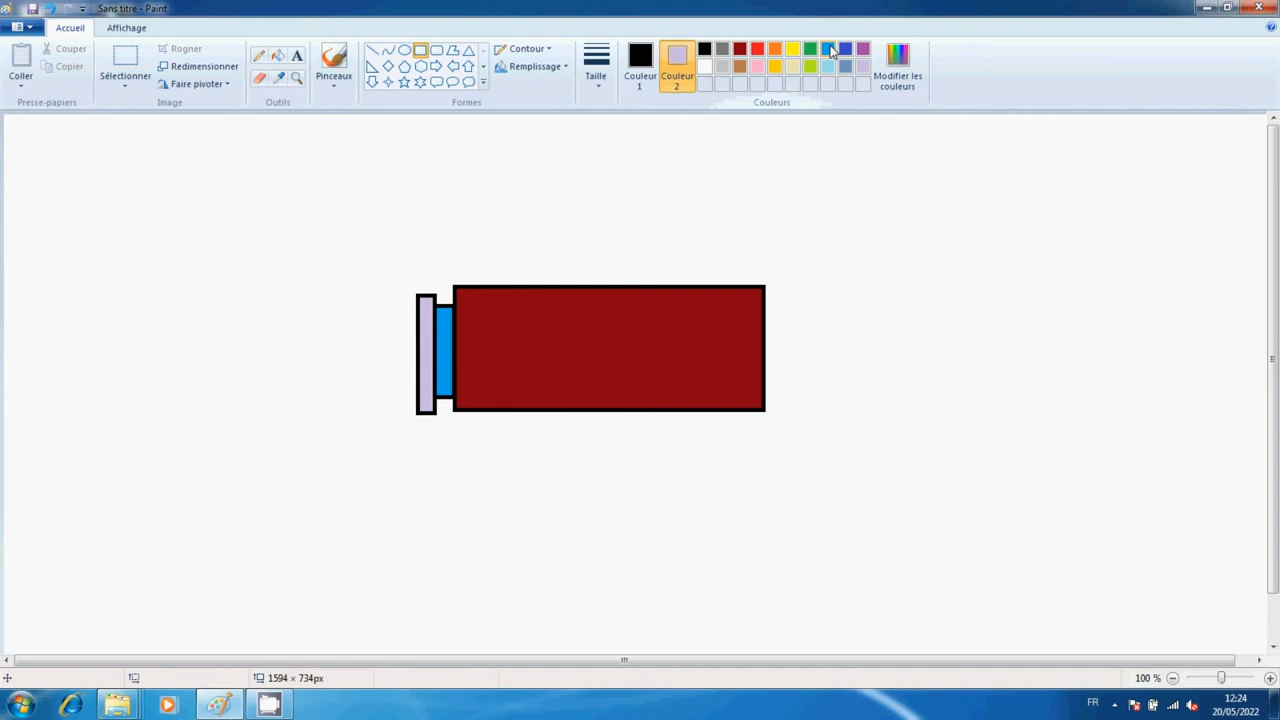 Sans titre - Paint
Accueil Affichage
Coller
Couper
Copier
Presse-papiers
Sélectionner
Rogner
Redimensionner
Faire pivoter
Image
A
Outils
Pinceaux
Contour
Remplissage
Formes
Taille
Couleur 1
Couleur 2
Modifier les couleurs
Couleurs
1594 × 734px
100 %
FR
12:24
20/05/2022